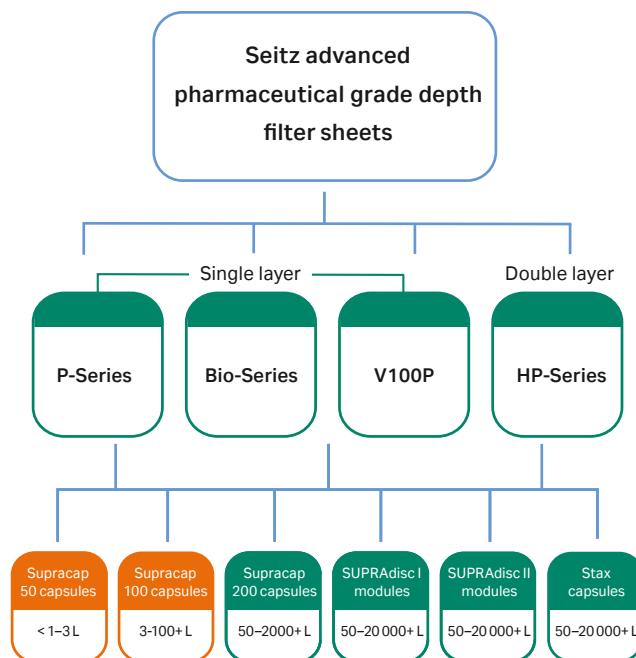 Seitz advanced
pharmaceutical grade depth
filter sheets
Single layer
Double layer
P-Series
Bio-Series
V100P
HP-Series
Supracap
50 capsules
< 1–3 L
Supracap
100 capsules
3-100+ L
Supracap
200 capsules
50–2000+ L
SUPRAdisc I
modules
50–20 000+ L
SUPRAdisc II
modules
50–20 000+ L
Stax
capsules
50–20 000+ L